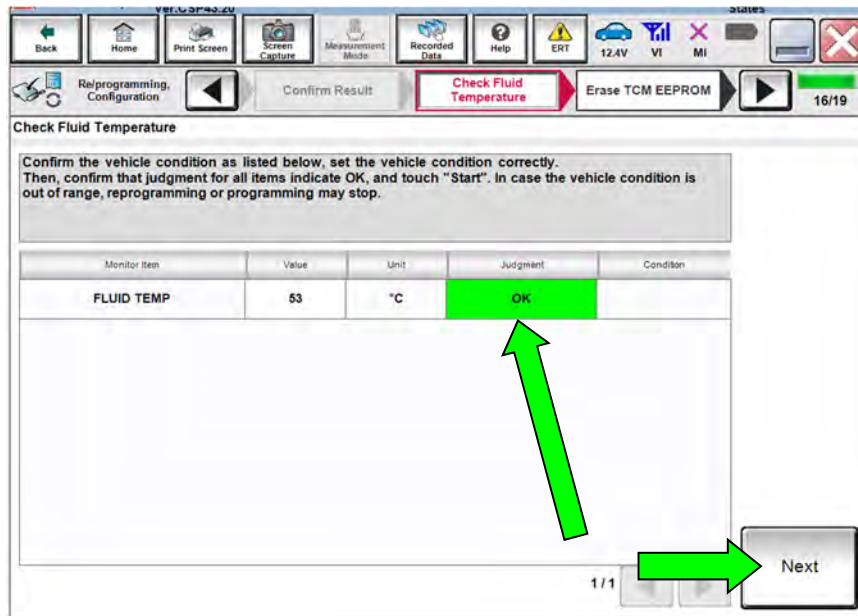 Ver.CSP43.20
States
Back
Home
Print Screen
Screen
Capture
Measurement
Mode
Recorded
Data
Help
ERT
12.4V
VI
MI
Re/programming,
Configuration
Confirm Result
Check Fluid
Temperature
Erase TCM EEPROM
16/19
Check Fluid Temperature
Confirm the vehicle condition as listed below, set the vehicle condition correctly.
Then, confirm that judgment for all items indicate OK, and touch "Start". In case the vehicle condition is
out of range, reprogramming or programming may stop.
Monitor Item
Value
Unit
Judgment
Condition
FLUID TEMP
53
°C
OK
1/1
Next